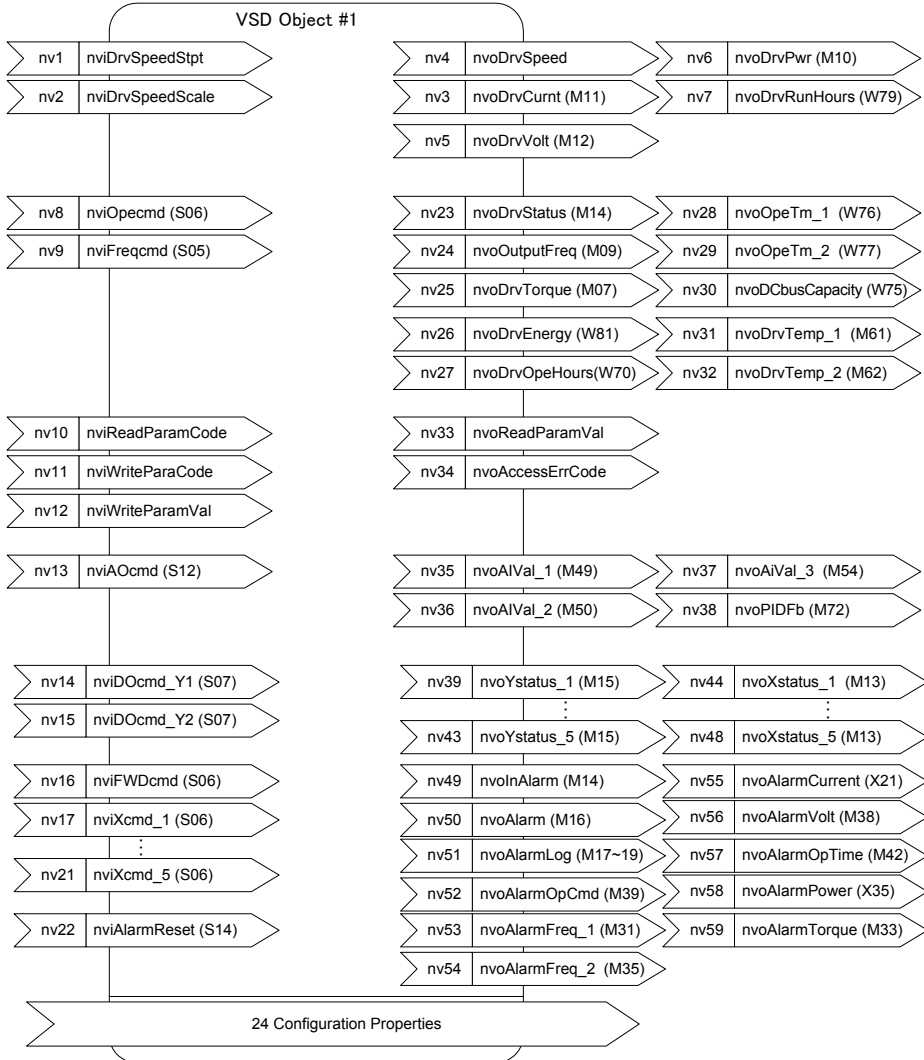 VSD Object #1
nv1 nviDrvSpeedStpt nv4 nvoDrvSpeed nv6 nvoDrvPwr (M10)
nv2 nviDrvSpeedScale nv3 nvoDrvCurnt (M11) nv7 nvoDrvRunHours (W79)
nv5 nvoDrvVolt (M12)
nv8 nviOpecmd (S06) nv23 nvoDrvStatus (M14) nv28 nvoOpeTm_1 (W76)
nv9 nviFreqcmd (S05) nv24 nvoOutputFreq (M09) nv29 nvoOpeTm_2 (W77)
nv25 nvoDrvTorque (M07) nv30 nvoDCbusCapacity (W75)
nv26 nvoDrvEnergy (W81) nv31 nvoDrvTemp_1 (M61)
nv27 nvoDrvOpeHours(W70) nv32 nvoDrvTemp_2 (M62)
nv10 nviReadParamCode nv33 nvoReadParamVal
nv11 nviWriteParaCode nv34 nvoAccessErrCode
nv12 nviWriteParamVal
nv13 nviAOcmd (S12) nv35 nvoAIVal_1 (M49) nv37 nvoAiVal_3 (M54)
nv36 nvoAIVal_2 (M50) nv38 nvoPIDFb (M72)
nv14 nviDOcmd_Y1 (S07) nv39 nvoYstatus_1 (M15) nv44 nvoXstatus_1 (M13)
nv15 nviDOcmd_Y2 (S07) nv43 nvoYstatus_5 (M15) nv48 nvoXstatus_5 (M13)
nv16 nviFWDcmd (S06) nv49 nvoInAlarm (M14) nv55 nvoAlarmCurrent (X21)
nv17 nviXcmd_1 (S06) nv50 nvoAlarm (M16) nv56 nvoAlarmVolt (M38)
nv51 nvoAlarmLog (M17~19) nv57 nvoAlarmOpTime (M42)
nv21 nviXcmd_5 (S06) nv52 nvoAlarmOpCmd (M39) nv58 nvoAlarmPower (X35)
nv22 nviAlarmReset (S14) nv53 nvoAlarmFreq_1 (M31) nv59 nvoAlarmTorque (M33)
nv54 nvoAlarmFreq_2 (M35)
24 Configuration Properties